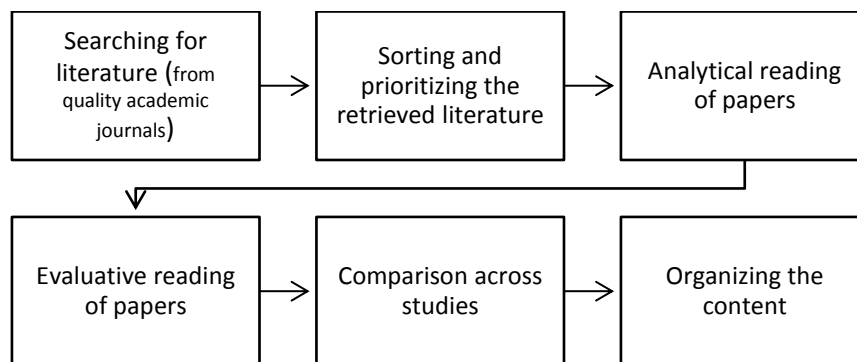 Searching for
literature (from
quality academic
journals)
Sorting and
prioritizing the
retrieved literature
Analytical reading
of papers
Evaluative reading
of papers
Comparison across
studies
Organizing the
content